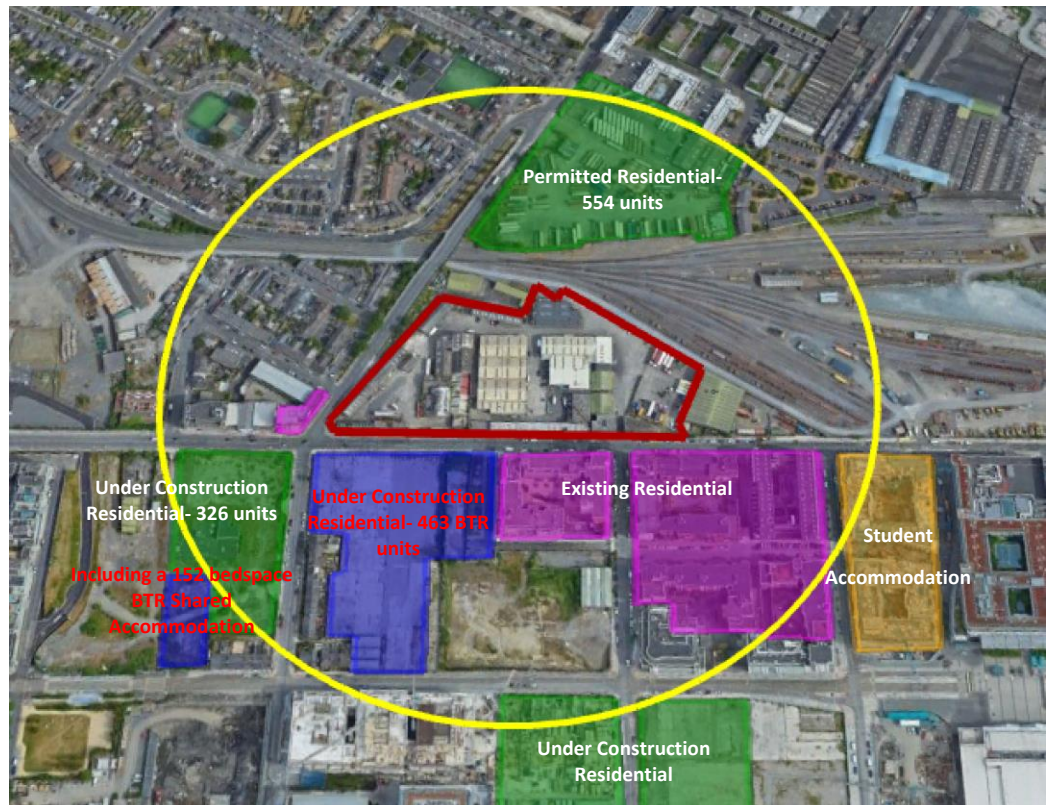 Permitted Residential-
554 units
Under Construction
Residential- 326 units
Including a 152 bedspace
BTR Shared
Accommodation
Under Construction
Residential- 463 BTR
units
Existing Residential
Student
Accommodation
Under Construction
Residential